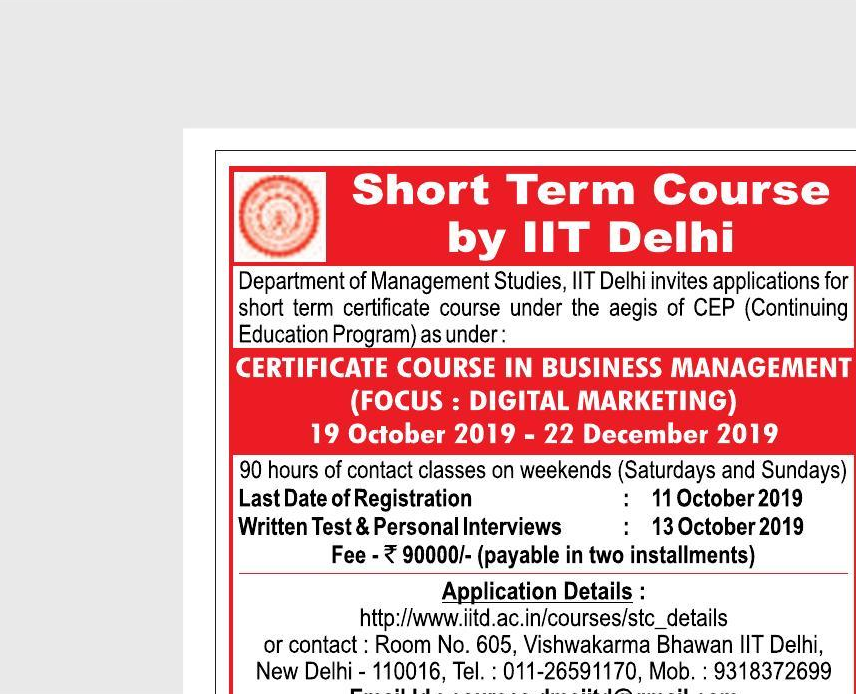 Short Term Course
by IIT Delhi
Department of Management Studies, IIT Delhi invites applications for
short term certificate course under the aegis of CEP (Continuing
Education Program) as under :
CERTIFICATE COURSE IN BUSINESS MANAGEMENT
(FOCUS : DIGITAL MARKETING)
19 October 2019 - 22 December 2019
90 hours of contact classes on weekends (Saturdays and Sundays)
Last Date of Registration : 11 October 2019
Written Test & Personal Interviews : 13 October 2019
Fee - ₹ 90000/- (payable in two installments)
Application Details :
http://www.iitd.ac.in/courses/stc_details
or contact : Room No. 605, Vishwakarma Bhawan IIT Delhi,
New Delhi - 110016, Tel. : 011-26591170, Mob. : 9318372699